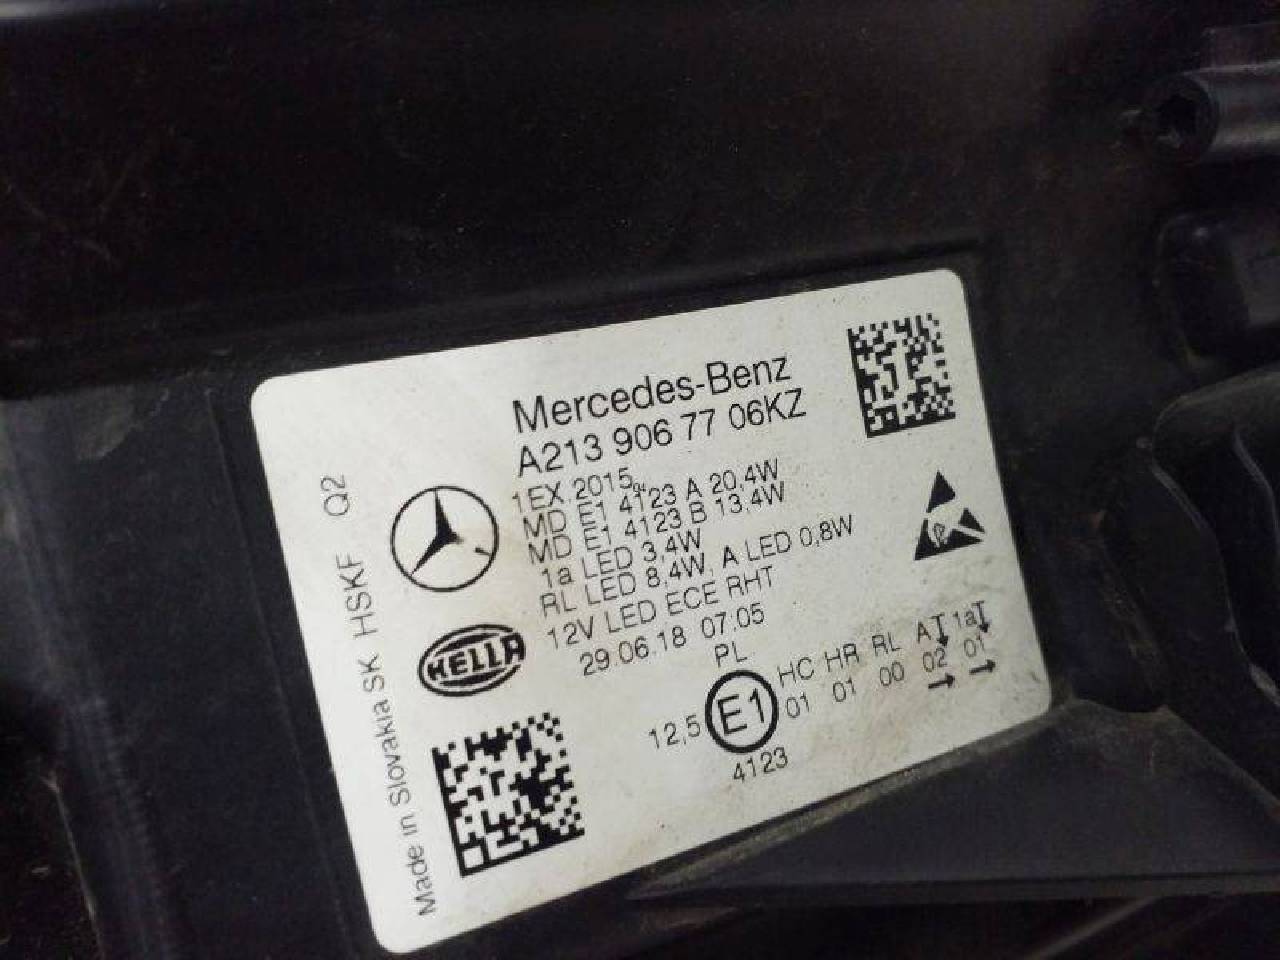 Mercedes-Benz
A213 906 77 06KZ
1EX.2015 94
MD E1 4123 A 20.4W
MD E1 4123 B 13.4W
1a LED 3,4W
RL LED 8,4W, A LED 0,8W
12V LED ECE RHT
29.06.18 07.05
PL
HC HR RL AT 1aT
12,5 E1 01 01 00 02 01
4123
HELLA
Made in Slovakia SK HSKF Q2